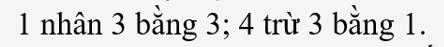 1 nhân 3 bằng 3; 4 trừ 3 bằng 1.